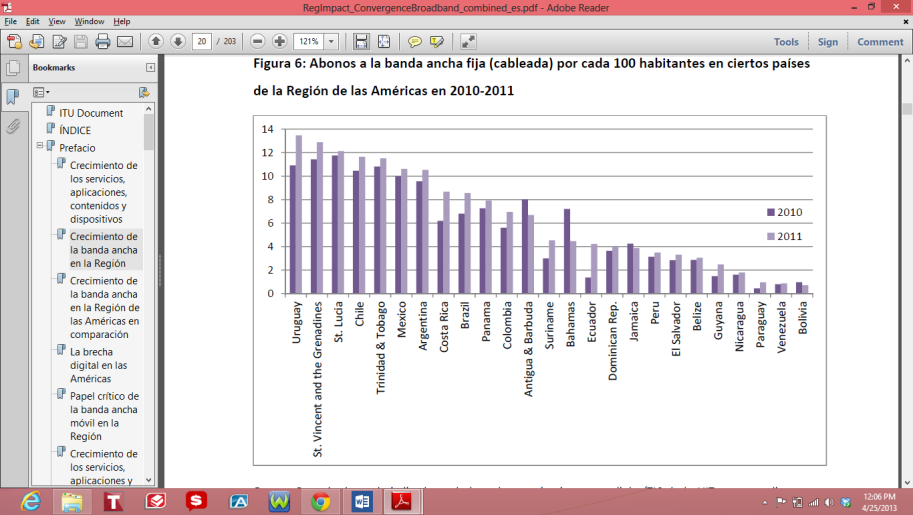 RegImpact_ConvergenceBroadband_combined_es.pdf - Adobe Reader
File Edit View Window Help
20 / 203 121% Tools Sign Comment
Bookmarks
ITU Document
ÍNDICE
Prefacio
Crecimiento de
los servicios,
aplicaciones,
contenidos y
dispositivos
Crecimiento de
la banda ancha
en la Región
Crecimiento de
la banda ancha
en la Región de
las Américas en
comparación
La brecha
digital en las
Américas
Papel crítico de
la banda ancha
móvil en la
Región
Crecimiento de
los servicios,
aplicaciones y
Figura 6: Abonos a la banda ancha fija (cableada) por cada 100 habitantes en ciertos países
de la Región de las Américas en 2010-2011
14
12
10
8
6
4
2
0
2010
2011
Uruguay
St. Vincent and the Grenadines
St. Lucia
Chile
Trinidad & Tobago
Mexico
Argentina
Costa Rica
Brazil
Panama
Colombia
Antigua & Barbuda
Suriname
Bahamas
Ecuador
Dominican Rep.
Jamaica
Peru
El Salvador
Belize
Guyana
Nicaragua
Paraguay
Venezuela
Bolivia
12:06 PM
4/25/2013